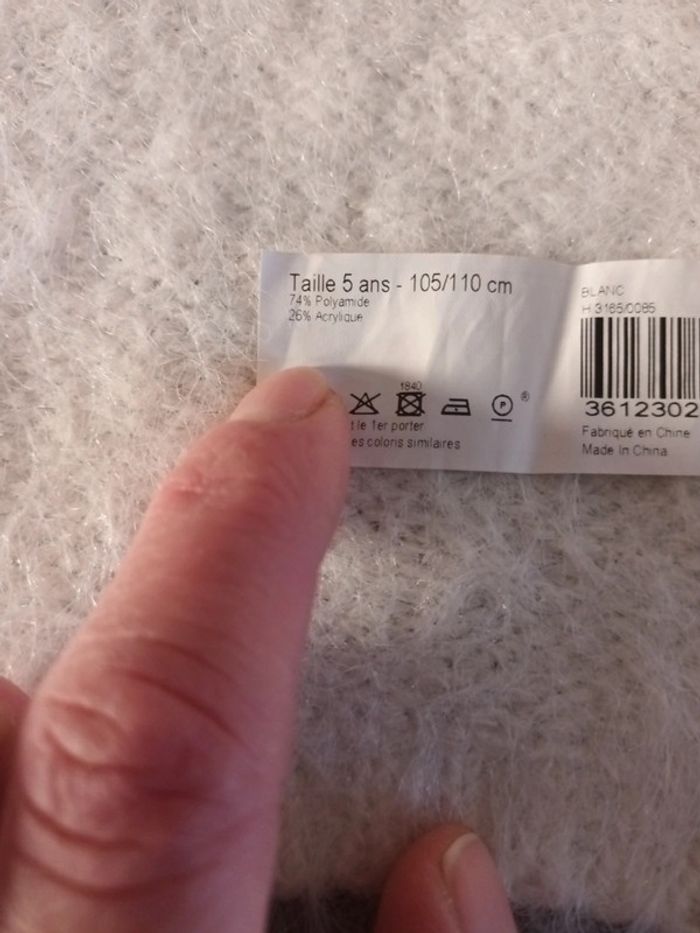 Taille 5 ans - 105/110 cm
74% Polyamide
26% Acrylique
1840
P
®
t le 1er porter
es coloris similaires
BLANC
H 3165/0085
3612302
Fabriqué en Chine
Made In China